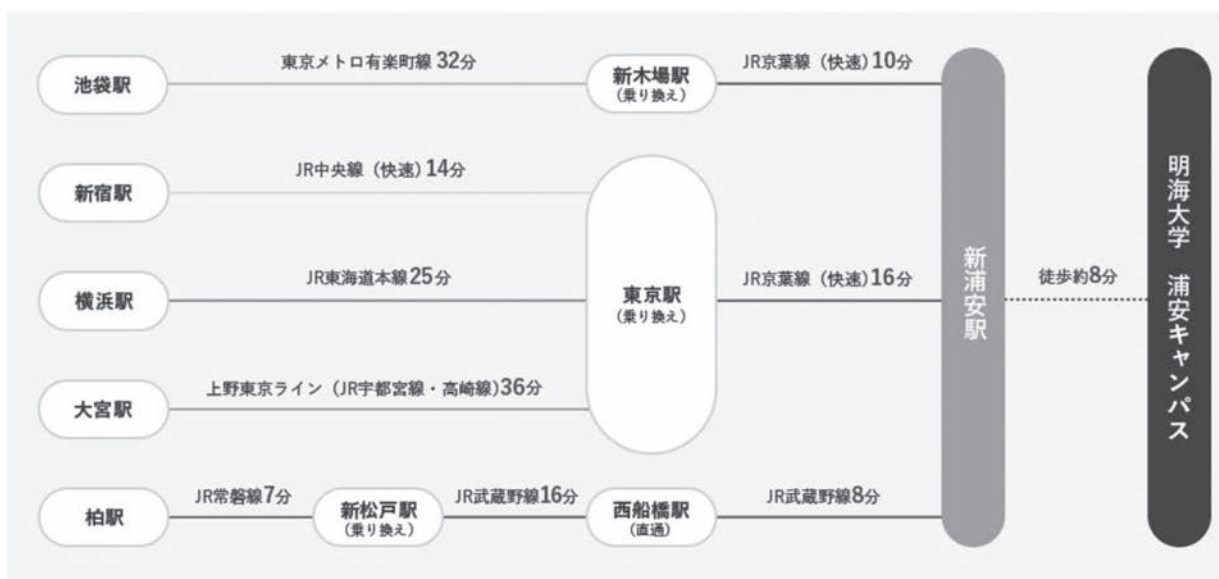 池袋駅
東京メトロ有楽町線 32分
新木場駅
(乗り換え)
JR京葉線（快速）10分
新宿駅
JR中央線（快速）14分
横浜駅
JR東海道本線25分
東京駅
(乗り換え)
JR京葉線（快速）16分
大宮駅
上野東京ライン（JR宇都宮線・高崎線）36分
柏駅
JR常磐線7分
新松戸駅
(乗り換え)
JR武蔵野線16分
西船橋駅
(直通)
JR武蔵野線8分
新浦安駅
徒歩約8分
明海大学　浦安キャンパス